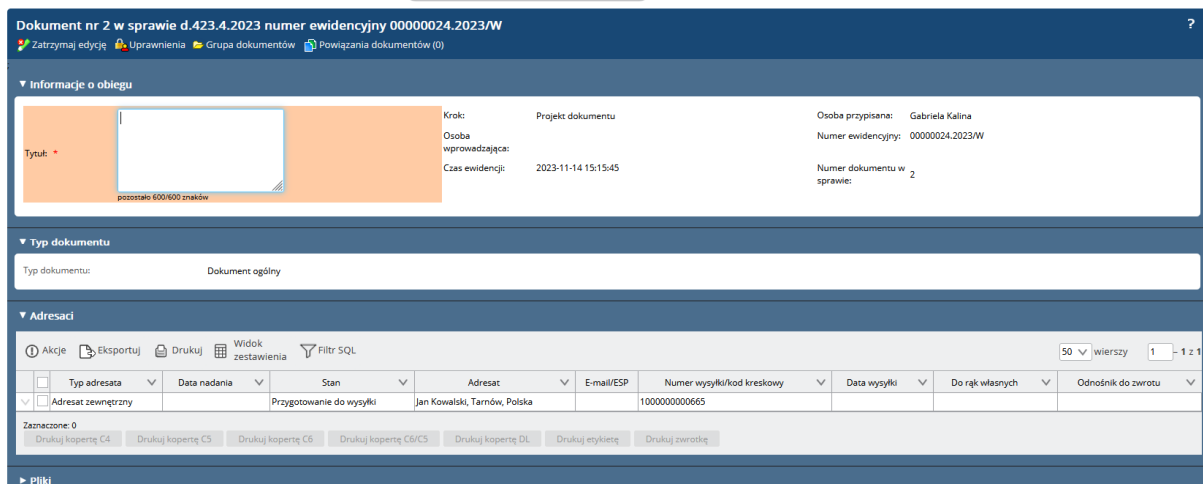 Dokument nr 2 w sprawie d.423.4.2023 numer ewidencyjny 00000024.2023/W
?
Zatrzymaj edycję Uprawnienia Grupa dokumentów Powiązania dokumentów (0)
Informacje o obiegu
Tytuł: *
pozostało 600/600 znaków
Krok: Projekt dokumentu
Osoba wprowadzająca:
Czas ewidencji: 2023-11-14 15:15:45
Osoba przypisana: Gabriela Kalina
Numer ewidencyjny: 00000024.2023/W
Numer dokumentu w sprawie: 2
Typ dokumentu
Typ dokumentu: Dokument ogólny
Adresaci
Akcje Eksportuj Drukuj Widok zestawienia Filtr SQL 50 wierszy 1 – 1 z 1
Typ adresata Data nadania Stan Adresat E-mail/ESP Numer wysyłki/kod kreskowy Data wysyłki Do rąk własnych Odnośnik do zwrotu
Adresat zewnętrzny Przygotowanie do wysyłki Jan Kowalski, Tarnów, Polska 1000000000665
Zaznaczone: 0
Drukuj kopertę C4 Drukuj kopertę C5 Drukuj kopertę C6 Drukuj kopertę C6/C5 Drukuj kopertę DL Drukuj etykietę Drukuj zwrotkę
Pliki